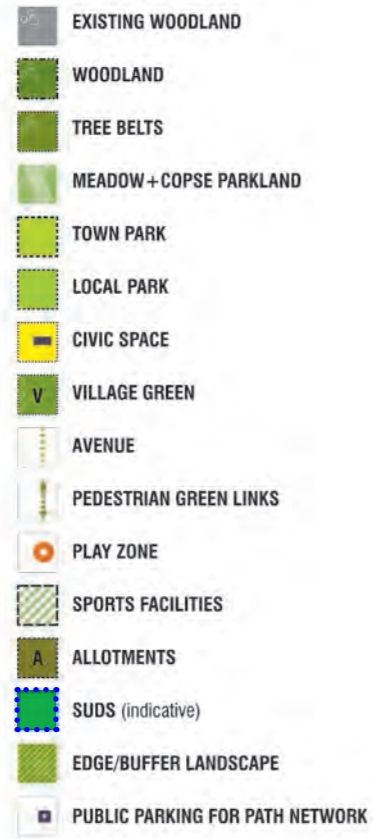 EXISTING WOODLAND
WOODLAND
TREE BELTS
MEADOW+COPSE PARKLAND
TOWN PARK
LOCAL PARK
CIVIC SPACE
V VILLAGE GREEN
AVENUE
PEDESTRIAN GREEN LINKS
PLAY ZONE
SPORTS FACILITIES
A ALLOTMENTS
SUDS (indicative)
EDGE/BUFFER LANDSCAPE
PUBLIC PARKING FOR PATH NETWORK